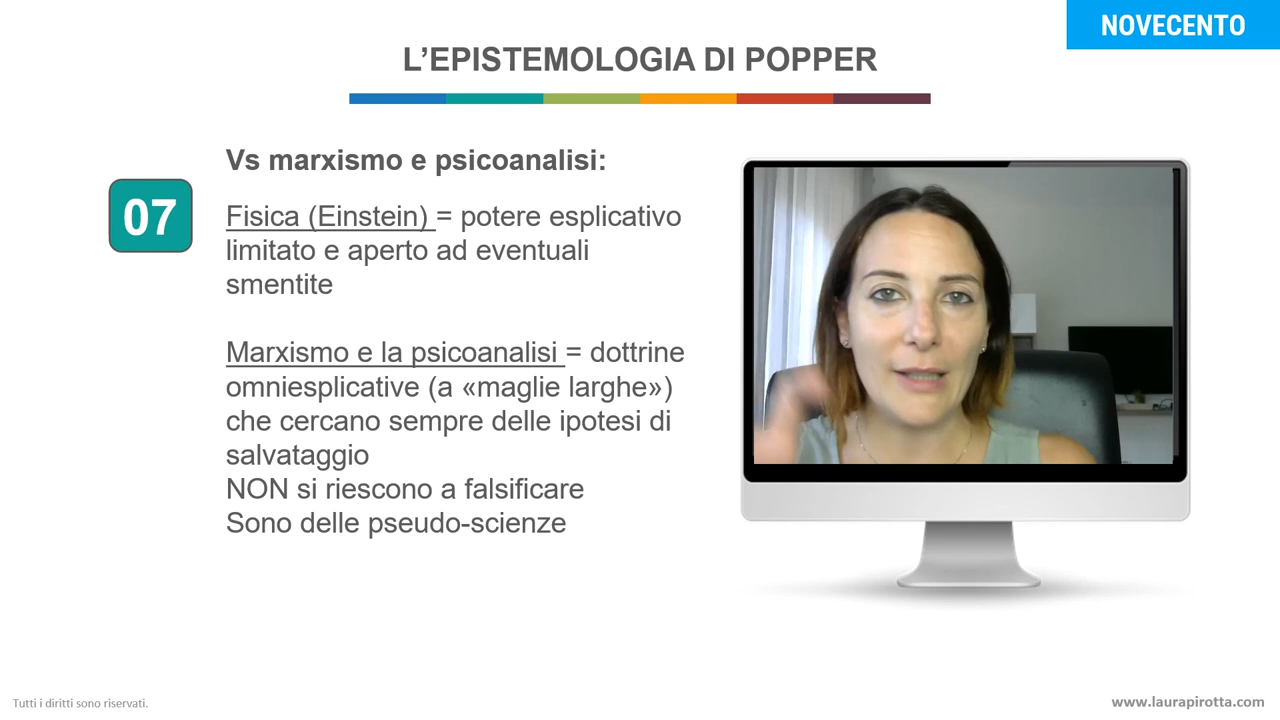 NOVECENTO
L’EPISTEMOLOGIA DI POPPER
Vs marxismo e psicoanalisi:
07
Fisica (Einstein) = potere esplicativo
limitato e aperto ad eventuali
smentite
Marxismo e la psicoanalisi = dottrine
omniesplicative (a «maglie larghe»)
che cercano sempre delle ipotesi di
salvataggio
NON si riescono a falsificare
Sono delle pseudo-scienze
Tutti i diritti sono riservati.
www.laurapirotta.com